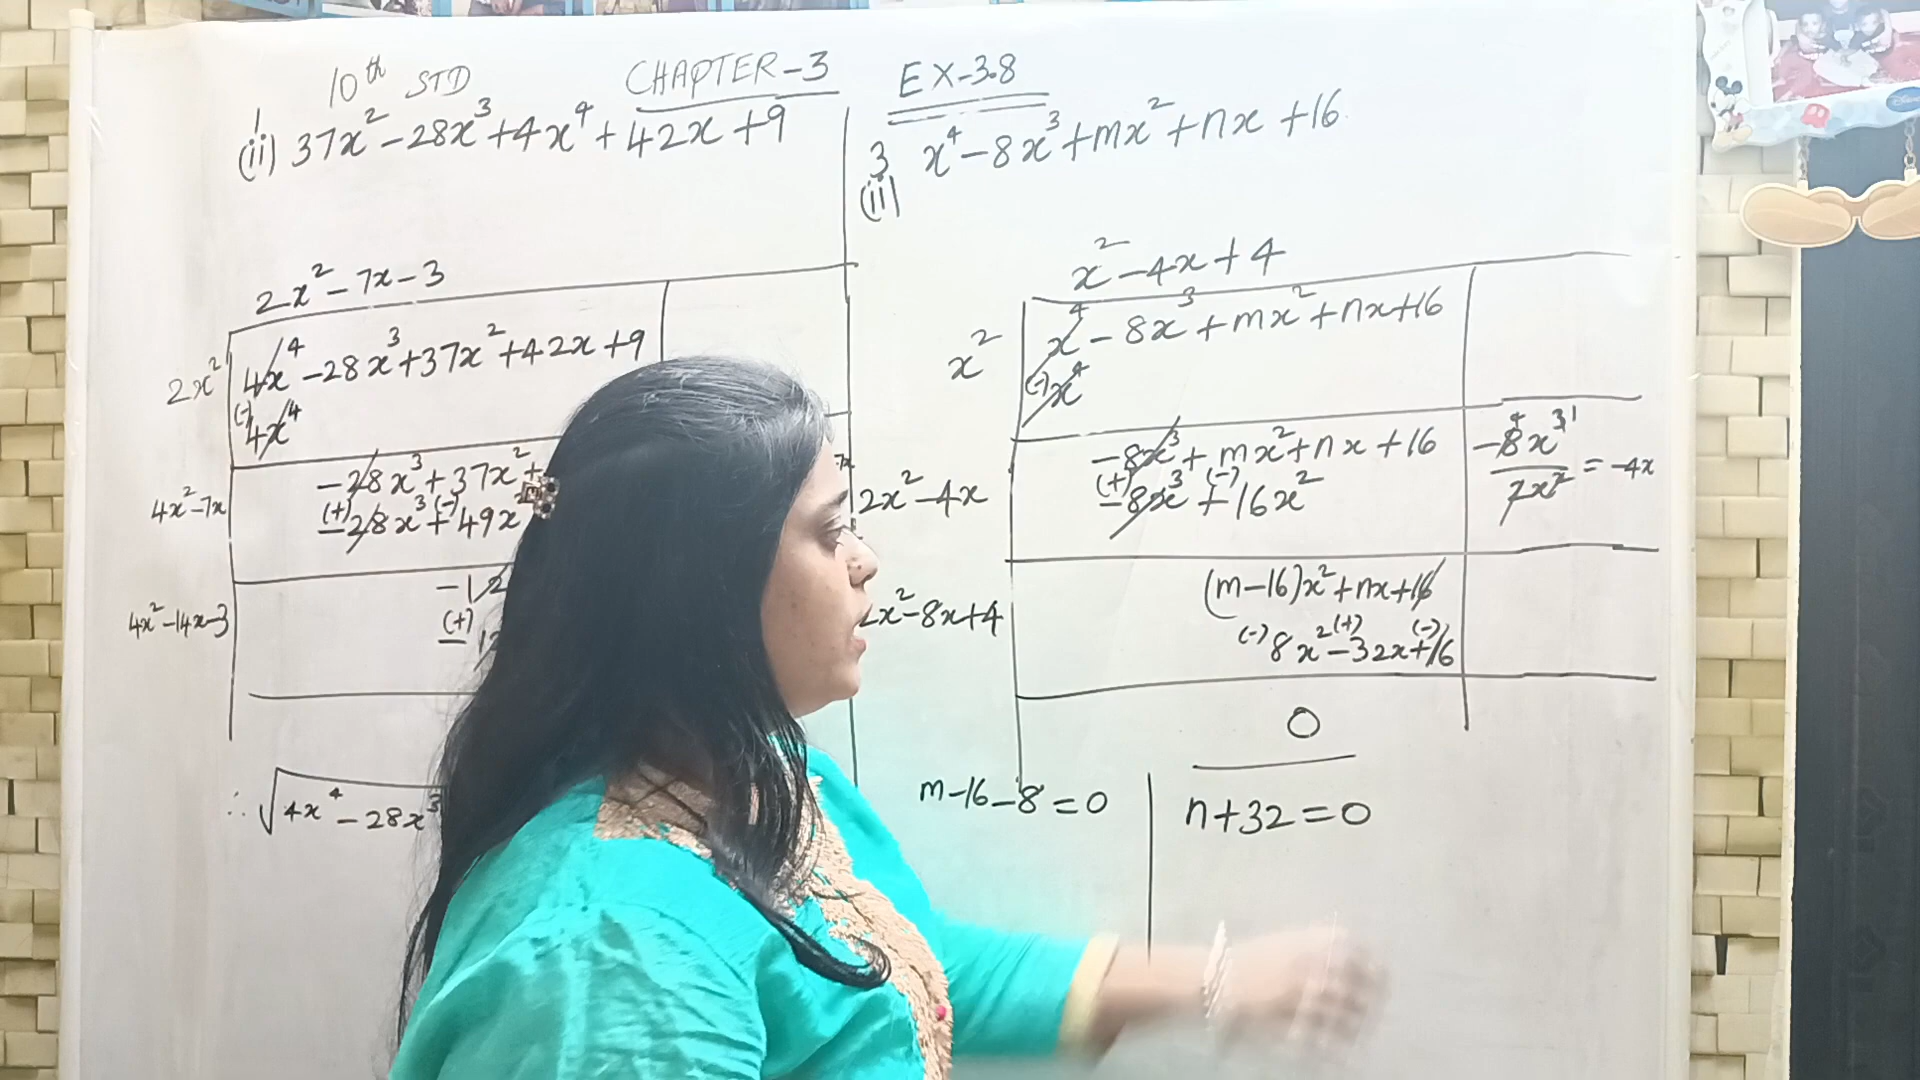 10th STD CHAPTER-3 EX-3.8
(ii) 37x² - 28x³ + 4x⁴ + 42x + 9
2x² - 7x - 3
2x² 4x⁴ - 28x³ + 37x² + 42x + 9
(-) 4x⁴
4x² - 7x - 28x³ + 37x² +
(+) (-)
- 28x³ + 49x²
4x² - 14x - 3 - 12
(+)
∴ √4x⁴ - 28x³
3 (ii) x⁴ - 8x³ + mx² + nx + 16
x² - 4x + 4
x² x⁴ - 8x³ + mx² + nx + 16
(-) x⁴
2x² - 4x - 8x³ + mx² + nx + 16 -8x³/2x² = -4x
(+) (-)
- 8x³ + 16x²
2x² - 8x + 4 (m-16)x² + nx + 16
(-) (+) (-)
8x² - 32x + 16
0
m - 16 - 8 = 0 n + 32 = 0